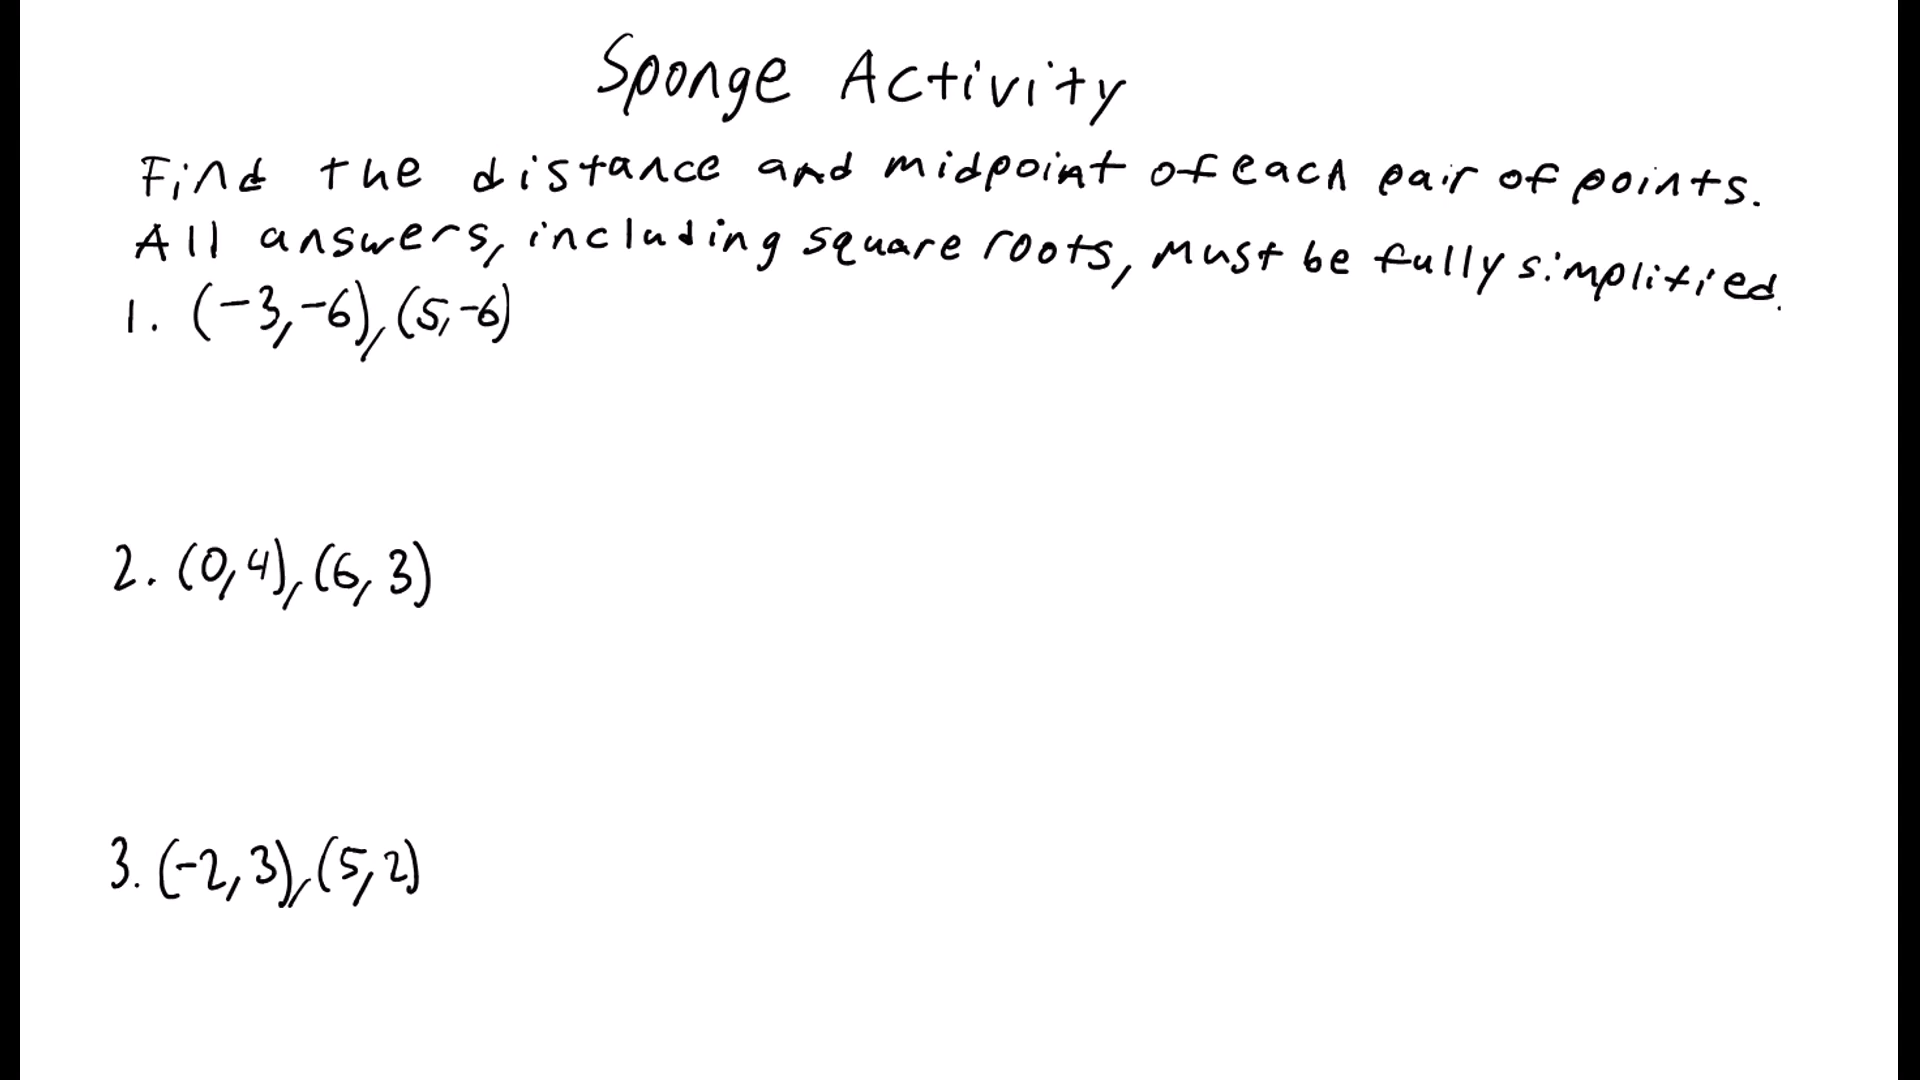 Sponge Activity
Find the distance and midpoint of each pair of points.
All answers, including square roots, must be fully simplified.
1. (-3,-6),(5,-6)
2. (0,4),(6,3)
3. (-2,3),(5,2)